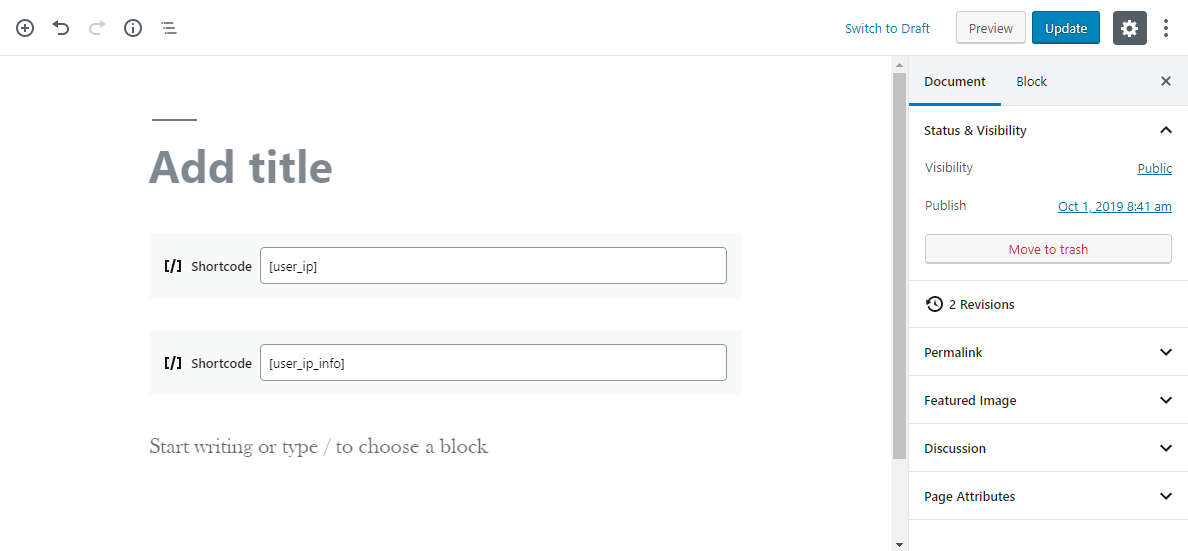 Switch to Draft Preview Update
Document Block
Status & Visibility
Visibility Public
Publish Oct 1, 2019 8:41 am
Move to trash
2 Revisions
Permalink
Featured Image
Discussion
Page Attributes
Add title
[/] Shortcode [user_ip]
[/] Shortcode [user_ip_info]
Start writing or type / to choose a block